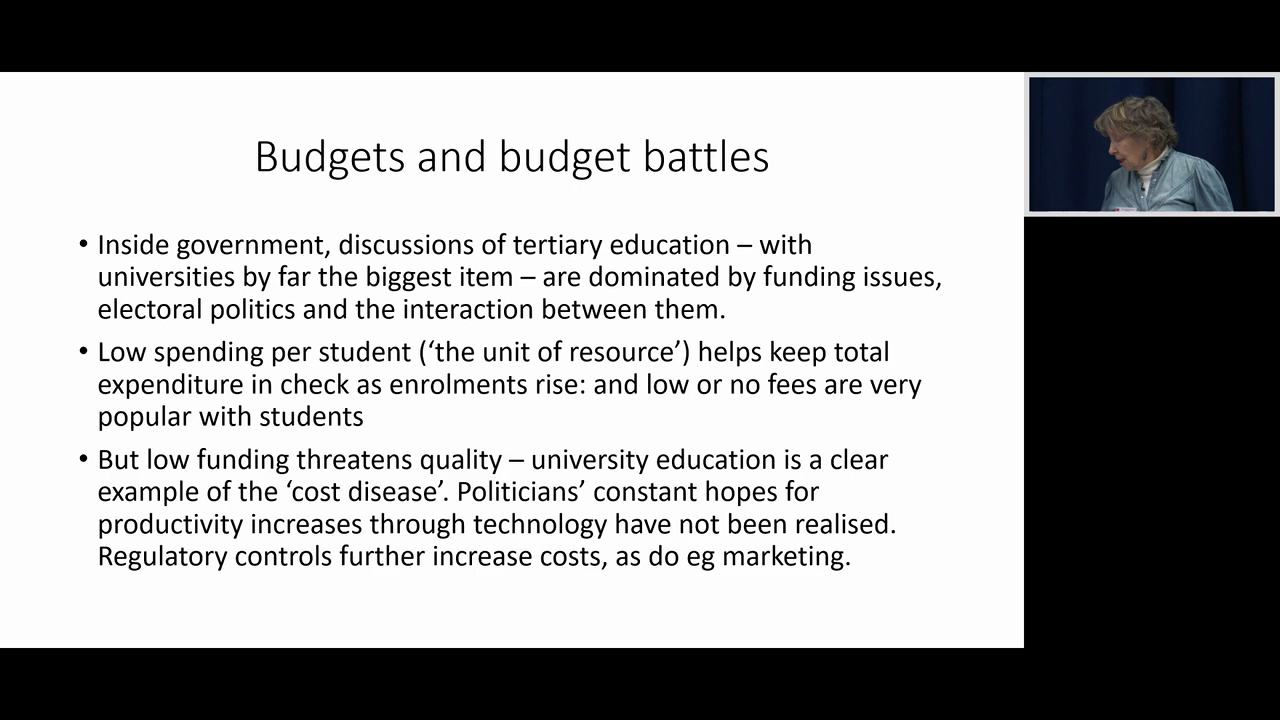 Budgets and budget battles
• Inside government, discussions of tertiary education – with
universities by far the biggest item – are dominated by funding issues,
electoral politics and the interaction between them.
• Low spending per student (‘the unit of resource’) helps keep total
expenditure in check as enrolments rise: and low or no fees are very
popular with students
• But low funding threatens quality – university education is a clear
example of the ‘cost disease’. Politicians’ constant hopes for
productivity increases through technology have not been realised.
Regulatory controls further increase costs, as do eg marketing.